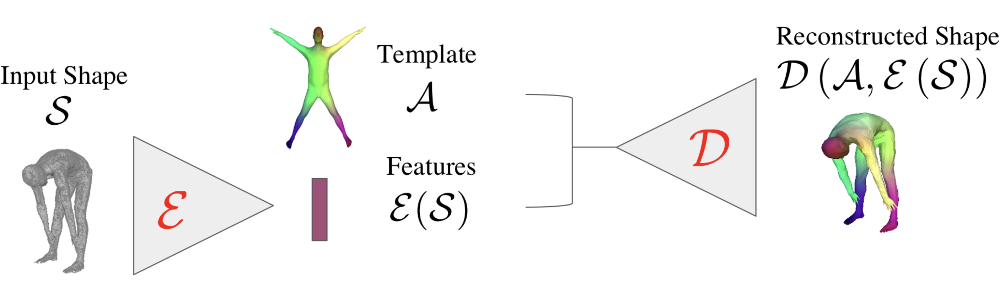 Input Shape
𝒮
ℰ
Template
𝒜
Features
ℰ(𝒮)
𝒟
Reconstructed Shape
𝒟(𝒜, ℰ(𝒮))